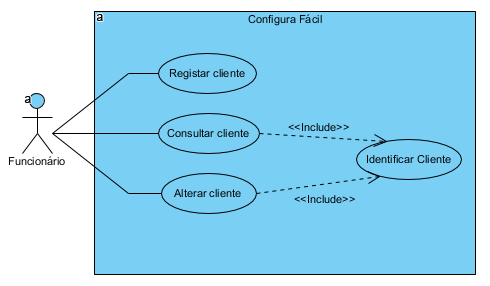 a
Configura Fácil
Registar cliente
a
<<Include>>
Consultar cliente
Funcionário
Identificar Cliente
Alterar cliente
<<Include>>